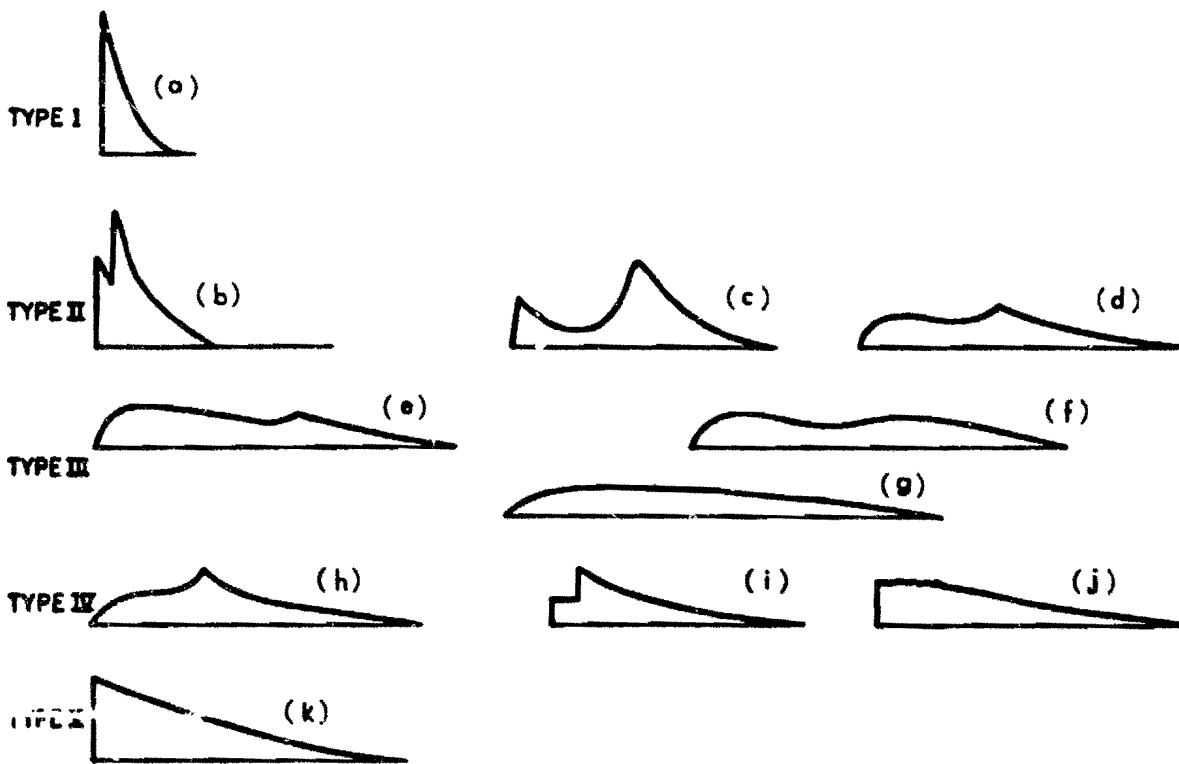 (a)
TYPE I
(b)
(c)
(d)
TYPE II
(e)
(f)
TYPE III
(g)
(h)
(i)
(j)
TYPE IV
(k)